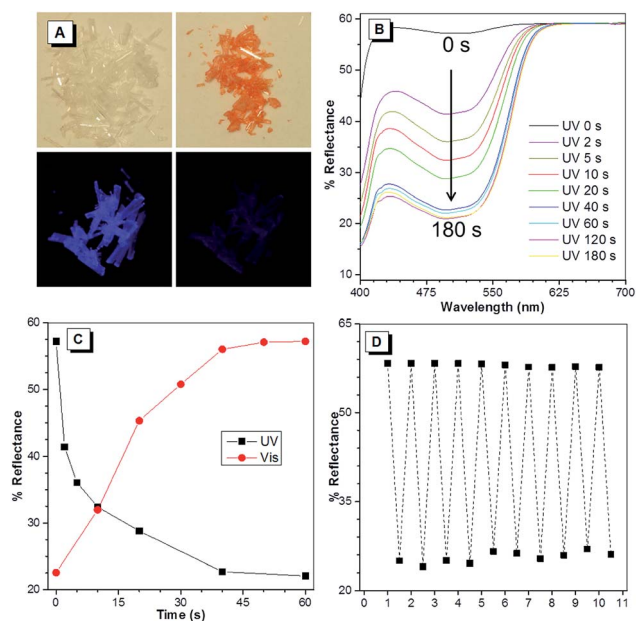 A
B
60
50
40
30
20
10
% Reflectance
0 s
180 s
UV 0 s
UV 2 s
UV 5 s
UV 10 s
UV 20 s
UV 40 s
UV 60 s
UV 120 s
UV 180 s
400 475 550 625 700
Wavelength (nm)
C
60
50
40
30
20
% Reflectance
UV
Vis
0 15 30 45 60
Time (s)
D
65
50
35
20
% Reflectance
0 1 2 3 4 5 6 7 8 9 10 11